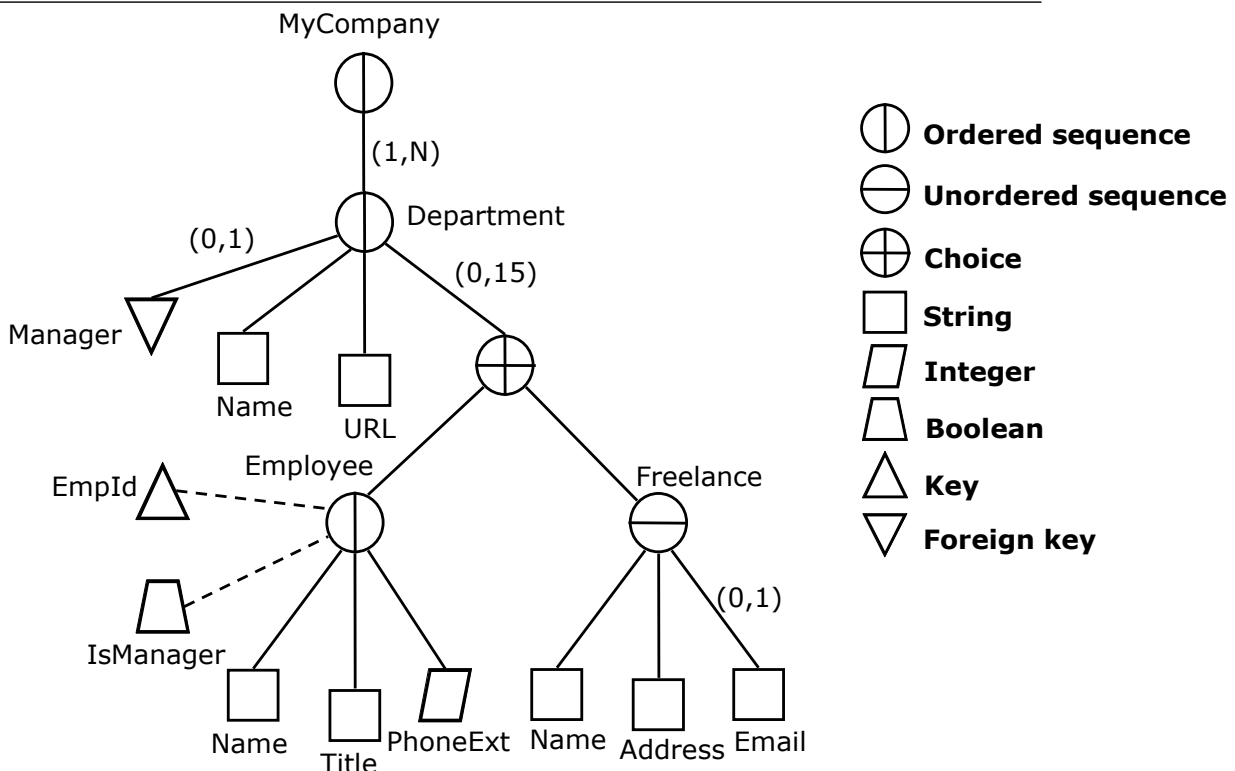 MyCompany
(1,N)
Department
(0,1)
(0,15)
Manager
Name
URL
Employee
Freelance
EmpId
IsManager
(0,1)
Name
Title
PhoneExt
Name
Address
Email
Ordered sequence
Unordered sequence
Choice
String
Integer
Boolean
Key
Foreign key